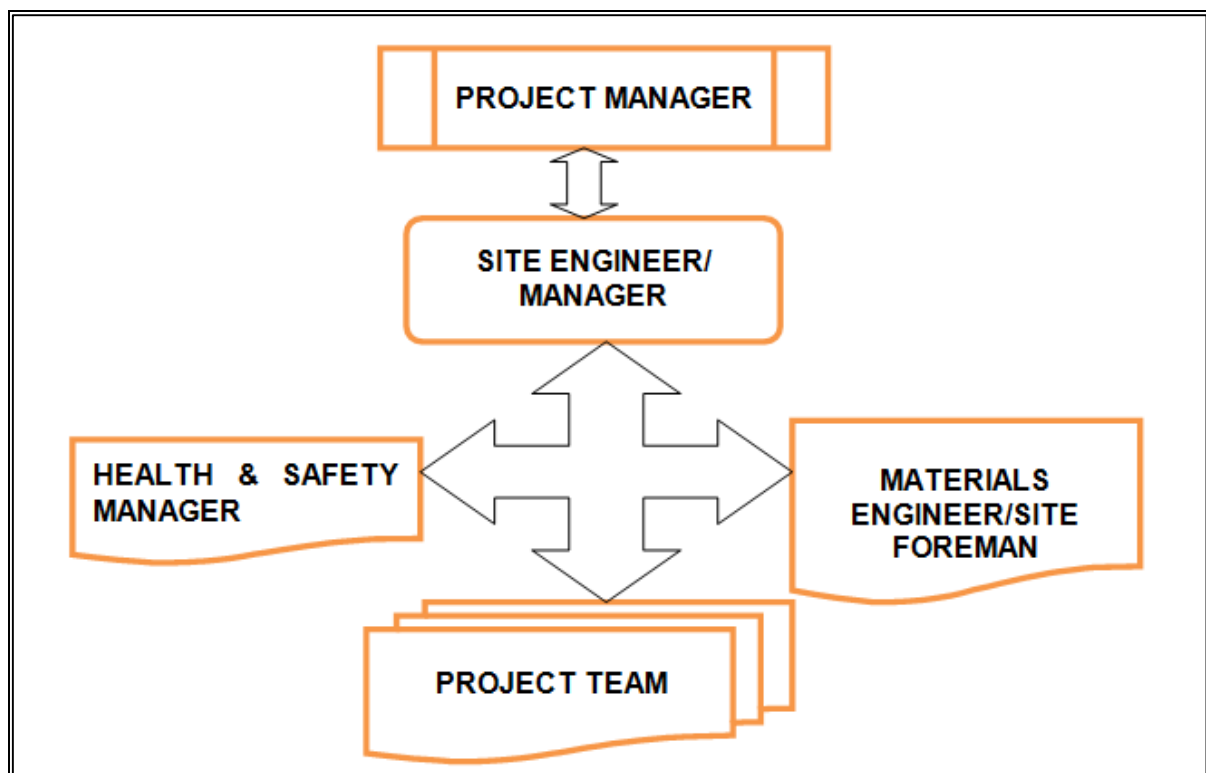 PROJECT MANAGER
SITE ENGINEER/
MANAGER
HEALTH & SAFETY
MANAGER
MATERIALS
ENGINEER/SITE
FOREMAN
PROJECT TEAM